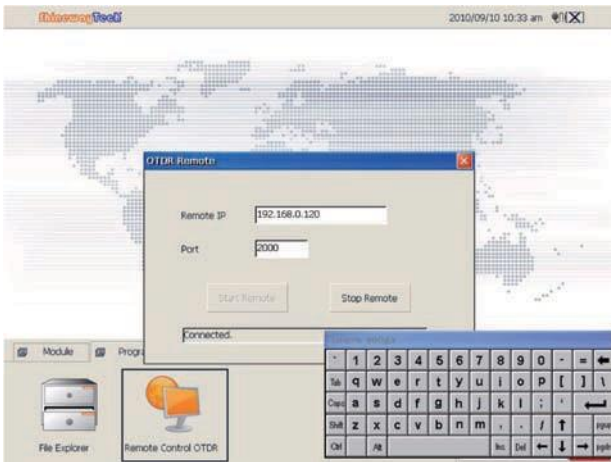 ShinewayTech 2010/09/10 10:33 am
OTDR Remote
Remote IP 192.168.0.120
Port 2000
Start Remote Stop Remote
Connected.
Module Progra
` 1 2 3 4 5 6 7 8 9 0 - =
Tab q w e r t y u i o p [ ] \
Caps a s d f g h j k l ; '
Shift z x c v b n m , . /
Ctrl Alt Ins Del
File Explorer Remote Control OTDR